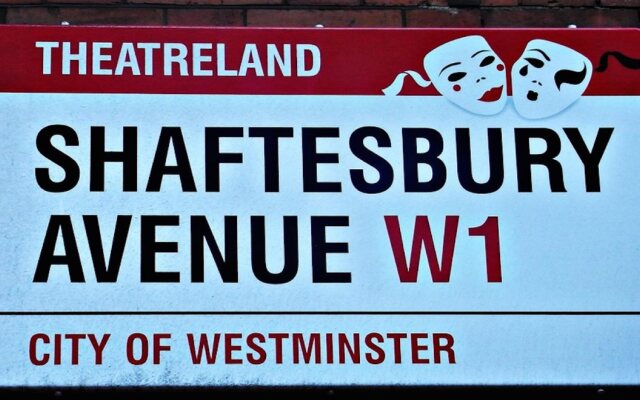 THEATRELAND
SHAFTESBURY
AVENUE W1
CITY OF WESTMINSTER